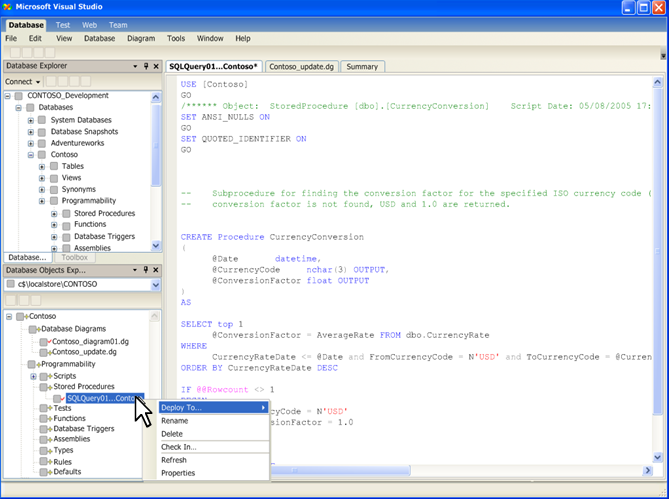 Microsoft Visual Studio
Database Test Web Team
File Edit View Database Diagram Tools Window Help
Database Explorer
Connect
CONTOSO_Development
Databases
System Databases
Database Snapshots
Adventureworks
Contoso
Tables
Views
Synonyms
Programmability
Stored Procedures
Functions
Database Triggers
Assemblies
Database... Toolbox
Database Objects Exp...
c$\localstore\CONTOSO
Contoso
Database Diagrams
Contoso_diagram01.dg
Contoso_update.dg
Programmability
Scripts
Stored Procedures
SQLQuery01...Conto
Tests
Functions
Database Triggers
Assemblies
Types
Rules
Defaults
Deploy To...
Rename
Delete
Check In...
Refresh
Properties
SQLQuery01...Contoso* Contoso_update.dg Summary
USE [Contoso]
GO
/****** Object:  StoredProcedure [dbo].[CurrencyConversion]    Script Date: 05/08/2005 17:
SET ANSI_NULLS ON
GO
SET QUOTED_IDENTIFIER ON
GO
--    Subprocedure for finding the conversion factor for the specified ISO currency code (
--    conversion factor is not found, USD and 1.0 are returned.
CREATE Procedure CurrencyConversion
(
@Date       datetime,
@CurrencyCode     nchar(3) OUTPUT,
@ConversionFactor float OUTPUT
)
AS
SELECT top 1
@ConversionFactor = AverageRate FROM dbo.CurrencyRate
WHERE
CurrencyRateDate <= @Date and FromCurrencyCode = N'USD' and ToCurrencyCode = @Curren
ORDER BY CurrencyRateDate DESC
IF @@Rowcount <> 1
cyCode = N'USD'
sionFactor = 1.0